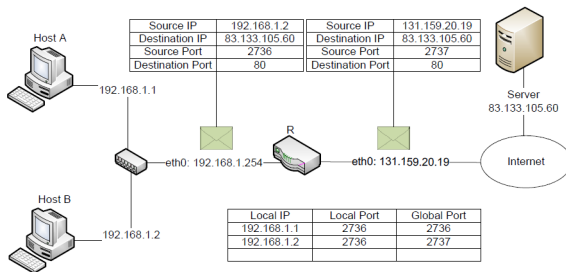 Source IP 192.168.1.2
Destination IP 83.133.105.60
Source Port 2736
Destination Port 80
Source IP 131.159.20.19
Destination IP 83.133.105.60
Source Port 2737
Destination Port 80
Host A
192.168.1.1
Server
83.133.105.60
R
eth0: 192.168.1.254
eth0: 131.159.20.19
Internet
Host B
192.168.1.2
Local IP Local Port Global Port
192.168.1.1 2736 2736
192.168.1.2 2736 2737